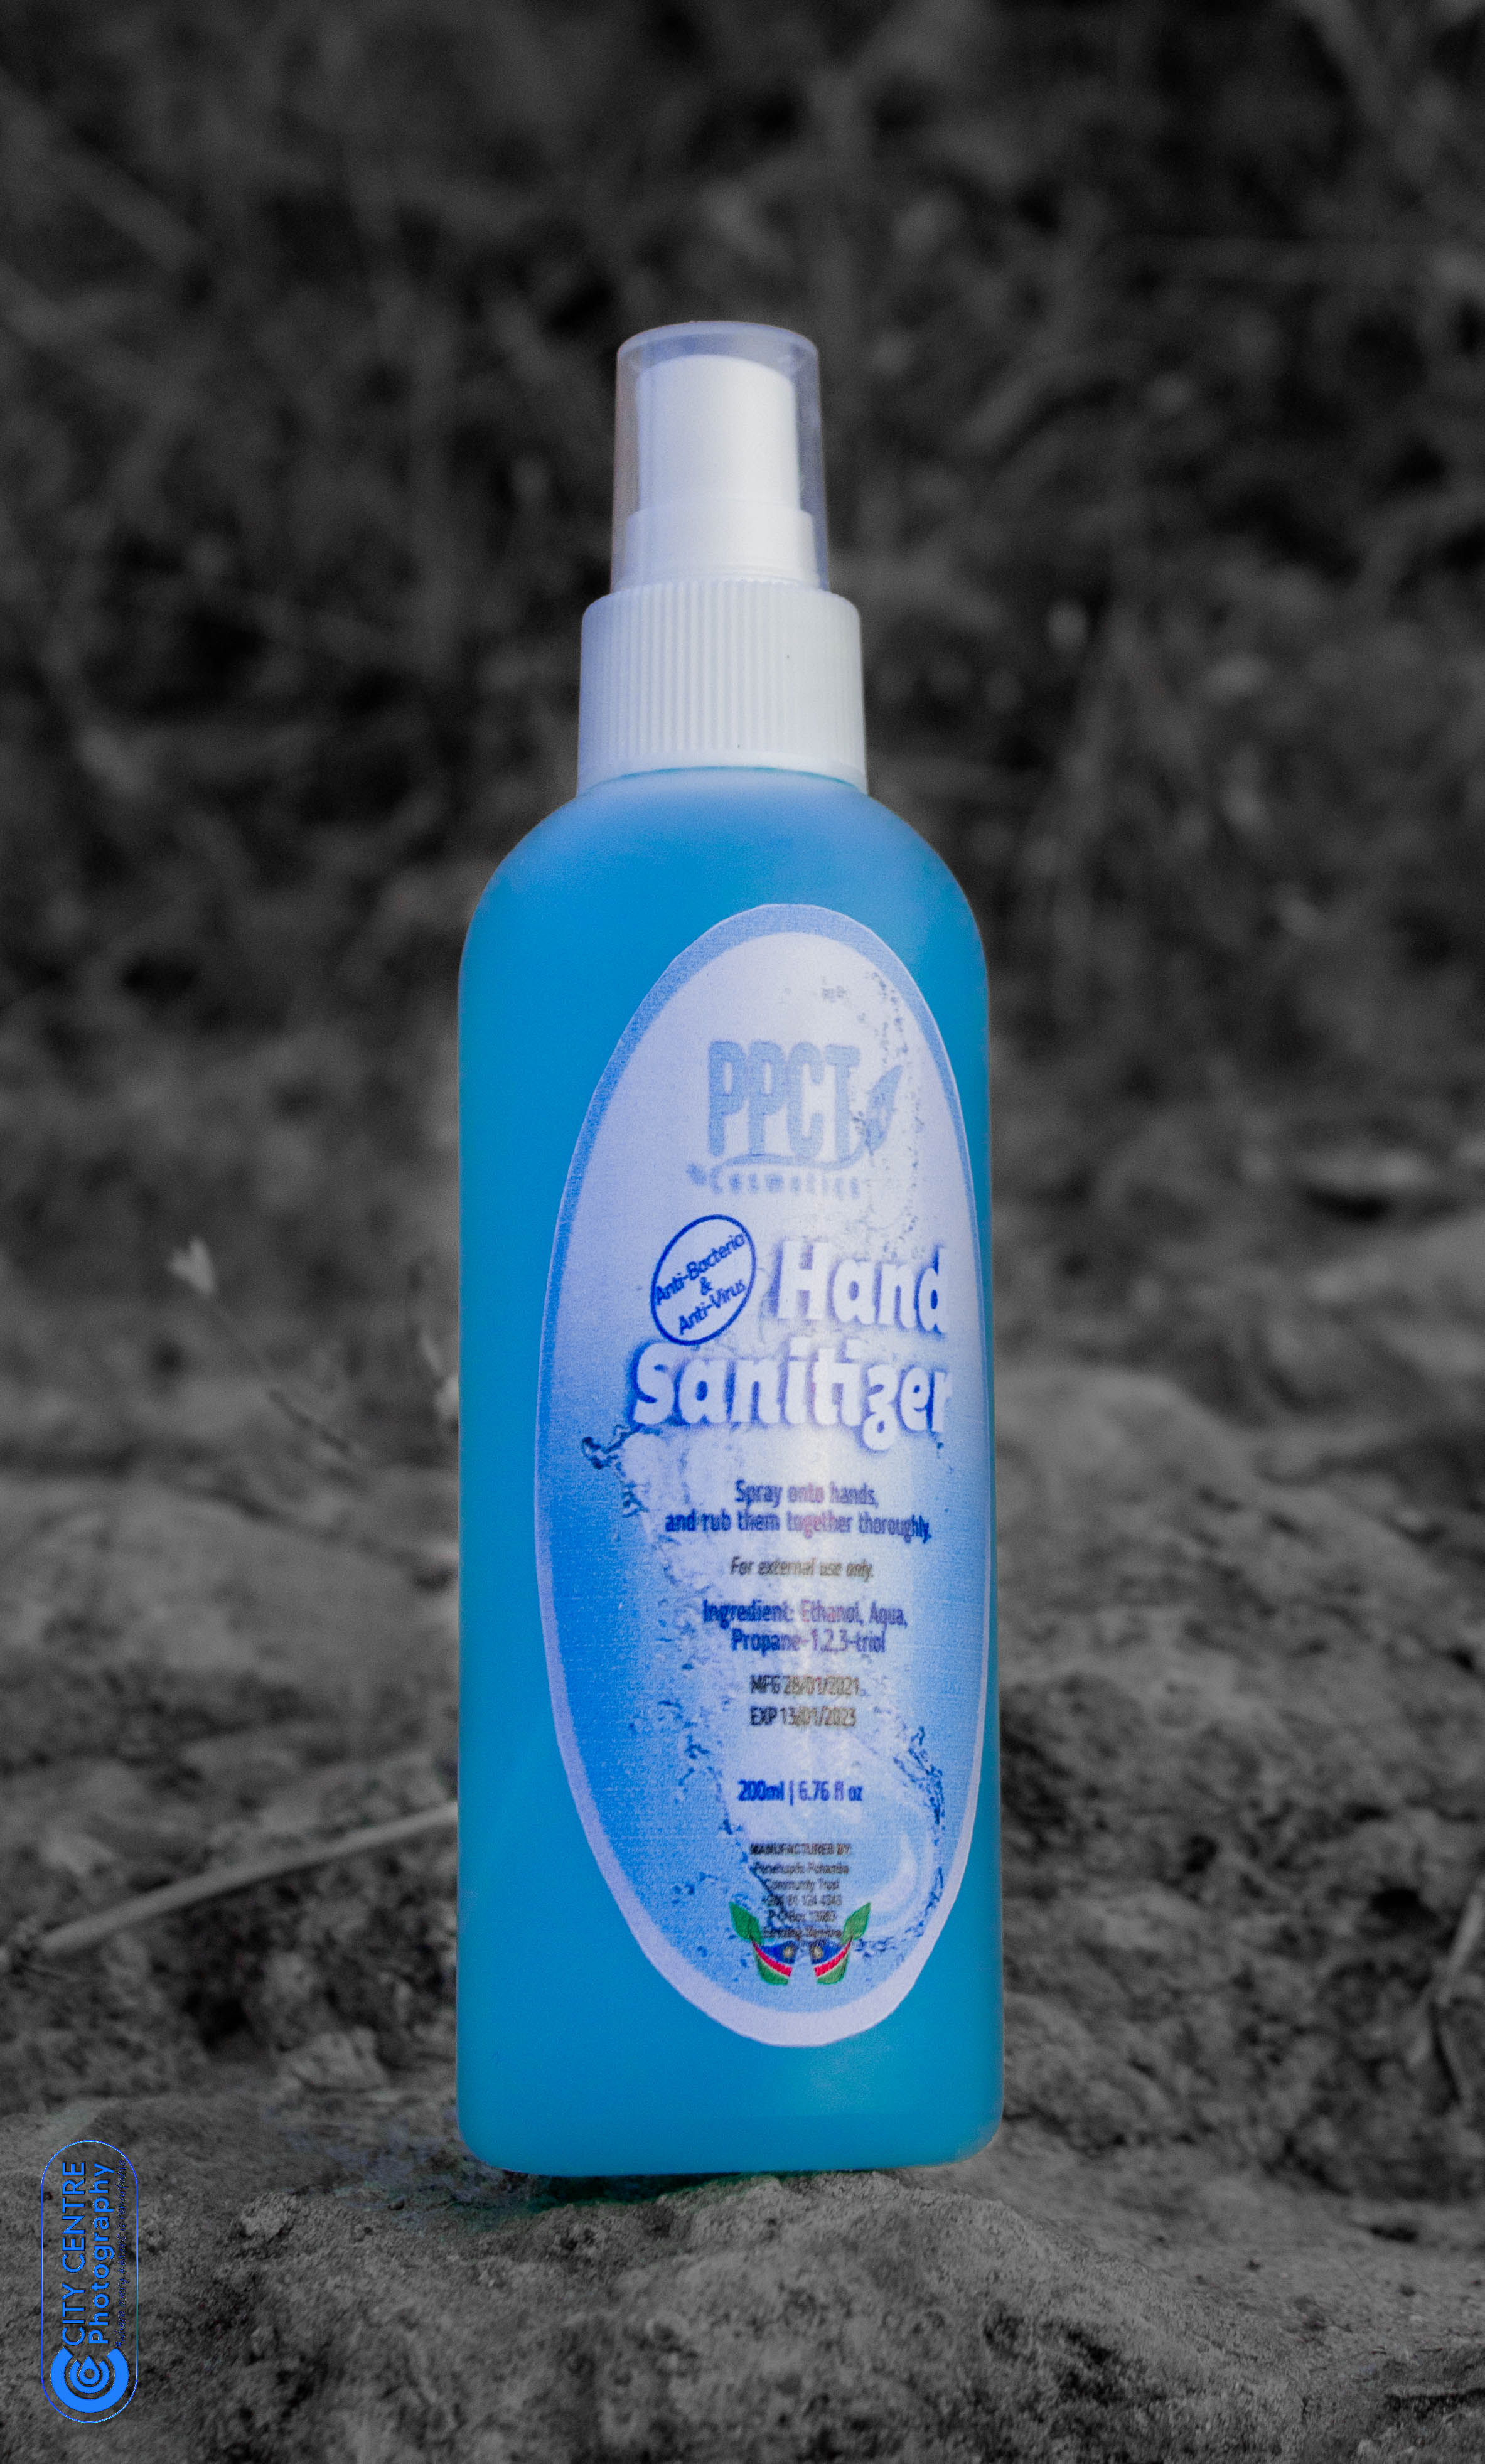 PPCT
Cosmetics
Anti-Bacteria
&
Anti-Virus
Hand
Sanitizer
Spray onto hands,
and rub them together thoroughly.
For external use only.
Ingredient: Ethanol, Aqua,
Propane-1,2,3-triol
MFG 28/01/2021
EXP 13/01/2023
200ml | 6.76 fl oz
MANUFACTURED BY:
Community Trust
CITY CENTRE
Photography